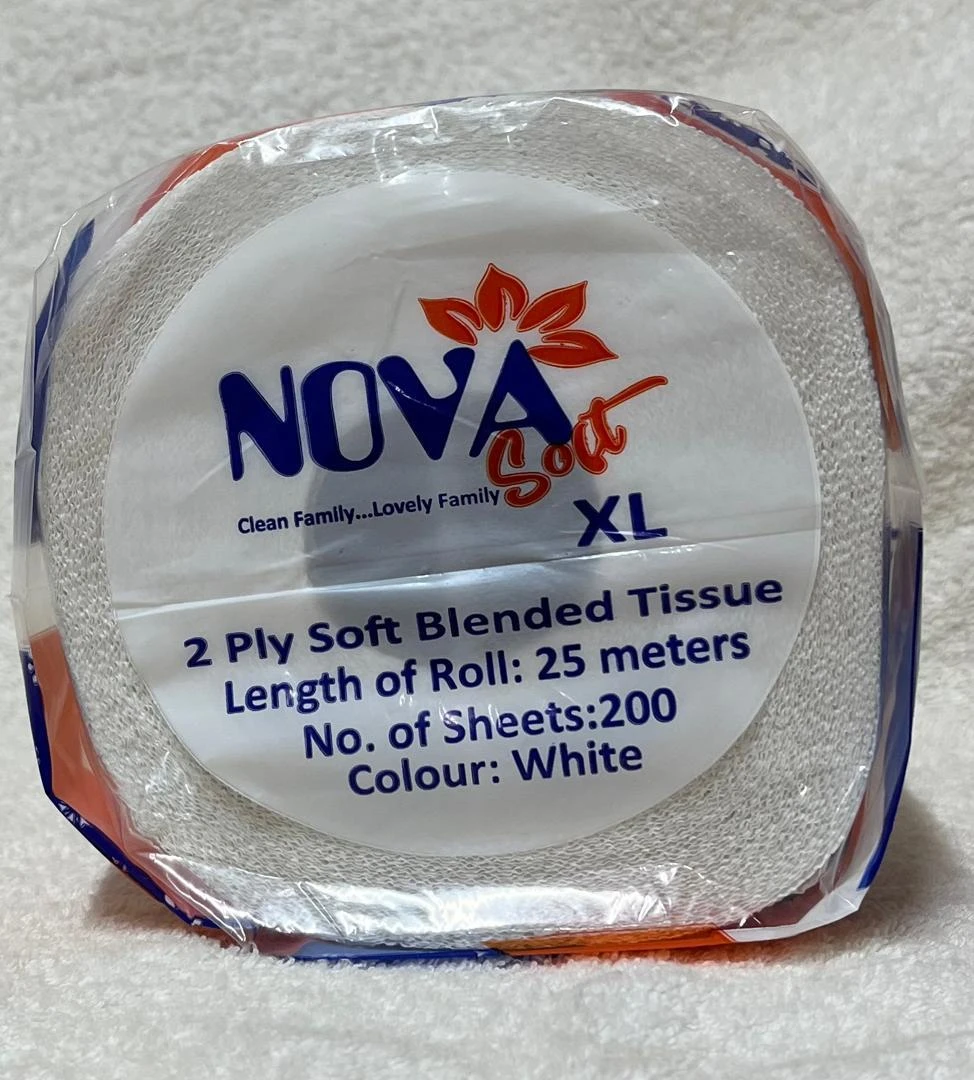 NOVA
Soft
Clean Family...Lovely Family
XL
2 Ply Soft Blended Tissue
Length of Roll: 25 meters
No. of Sheets:200
Colour: White